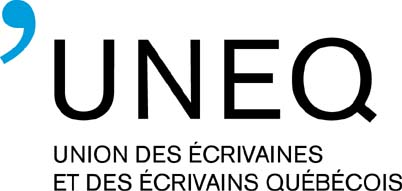 ’UNEQ
UNION DES ÉCRIVAINES
ET DES ÉCRIVAINS QUÉBÉCOIS